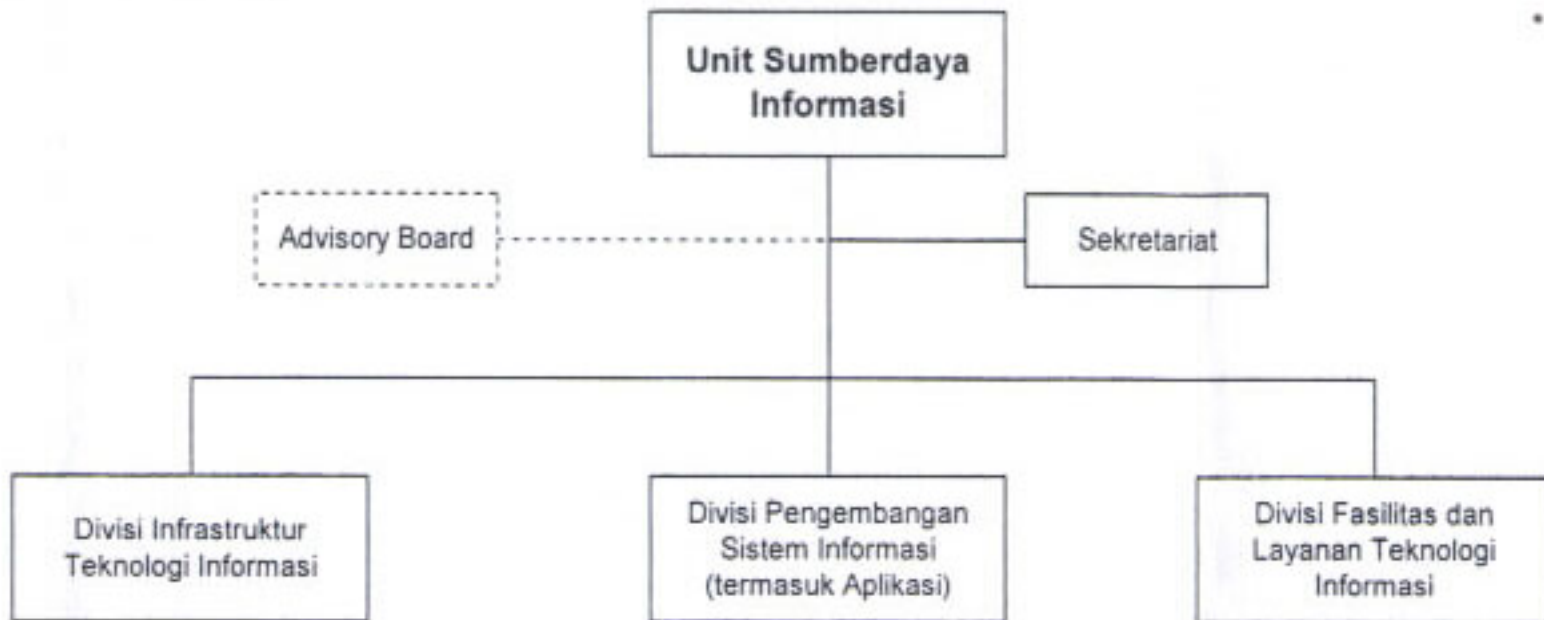 Unit Sumberdaya
Informasi
Advisory Board
Sekretariat
Divisi Infrastruktur
Teknologi Informasi
Divisi Pengembangan
Sistem Informasi
(termasuk Aplikasi)
Divisi Fasilitas dan
Layanan Teknologi
Informasi